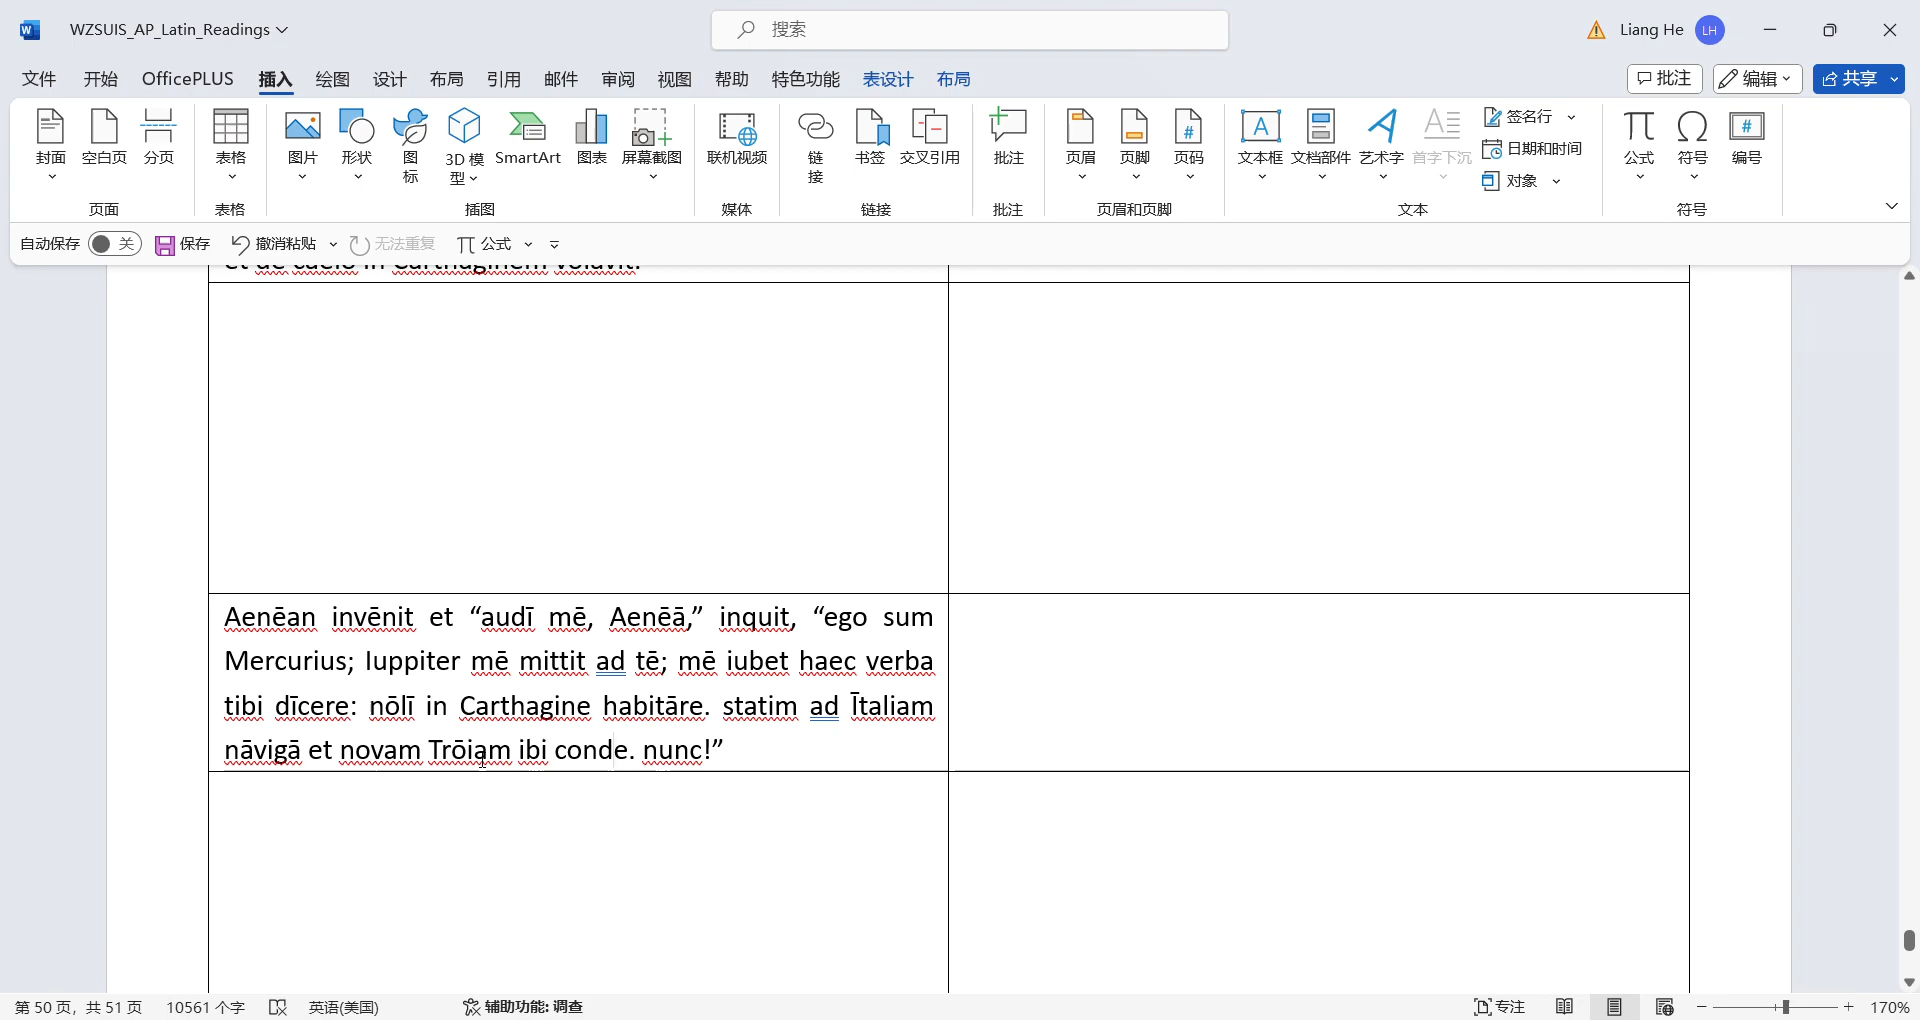 WZSUIS_AP_Latin_Readings
搜索
Liang He
LH
文件 开始 OfficePLUS 插入 绘图 设计 布局 引用 邮件 审阅 视图 帮助 特色功能 表设计 布局
批注 编辑 共享
封面 空白页 分页
页面
表格
表格
图片 形状 图标 3D 模型 SmartArt 图表 屏幕截图
插图
联机视频
媒体
链接 书签 交叉引用
链接
批注
批注
页眉 页脚 页码
页眉和页脚
文本框 文档部件 艺术字 首字下沉
签名行
日期和时间
对象
文本
公式 符号 编号
符号
自动保存 关 保存 撤消粘贴 无法重复 公式
et de caelō in Carthāginem volāvit.
Aenēan invēnit et “audī mē, Aenēā,” inquit, “ego sum
Mercurius; Iuppiter mē mittit ad tē; mē iubet haec verba
tibi dīcere: nōlī in Carthagine habitāre. statim ad Ītaliam
nāvigā et novam Trōiam ibi conde. nunc!”
第 50 页，共 51 页 10561 个字 英语(美国) 辅助功能: 调查 专注 170%